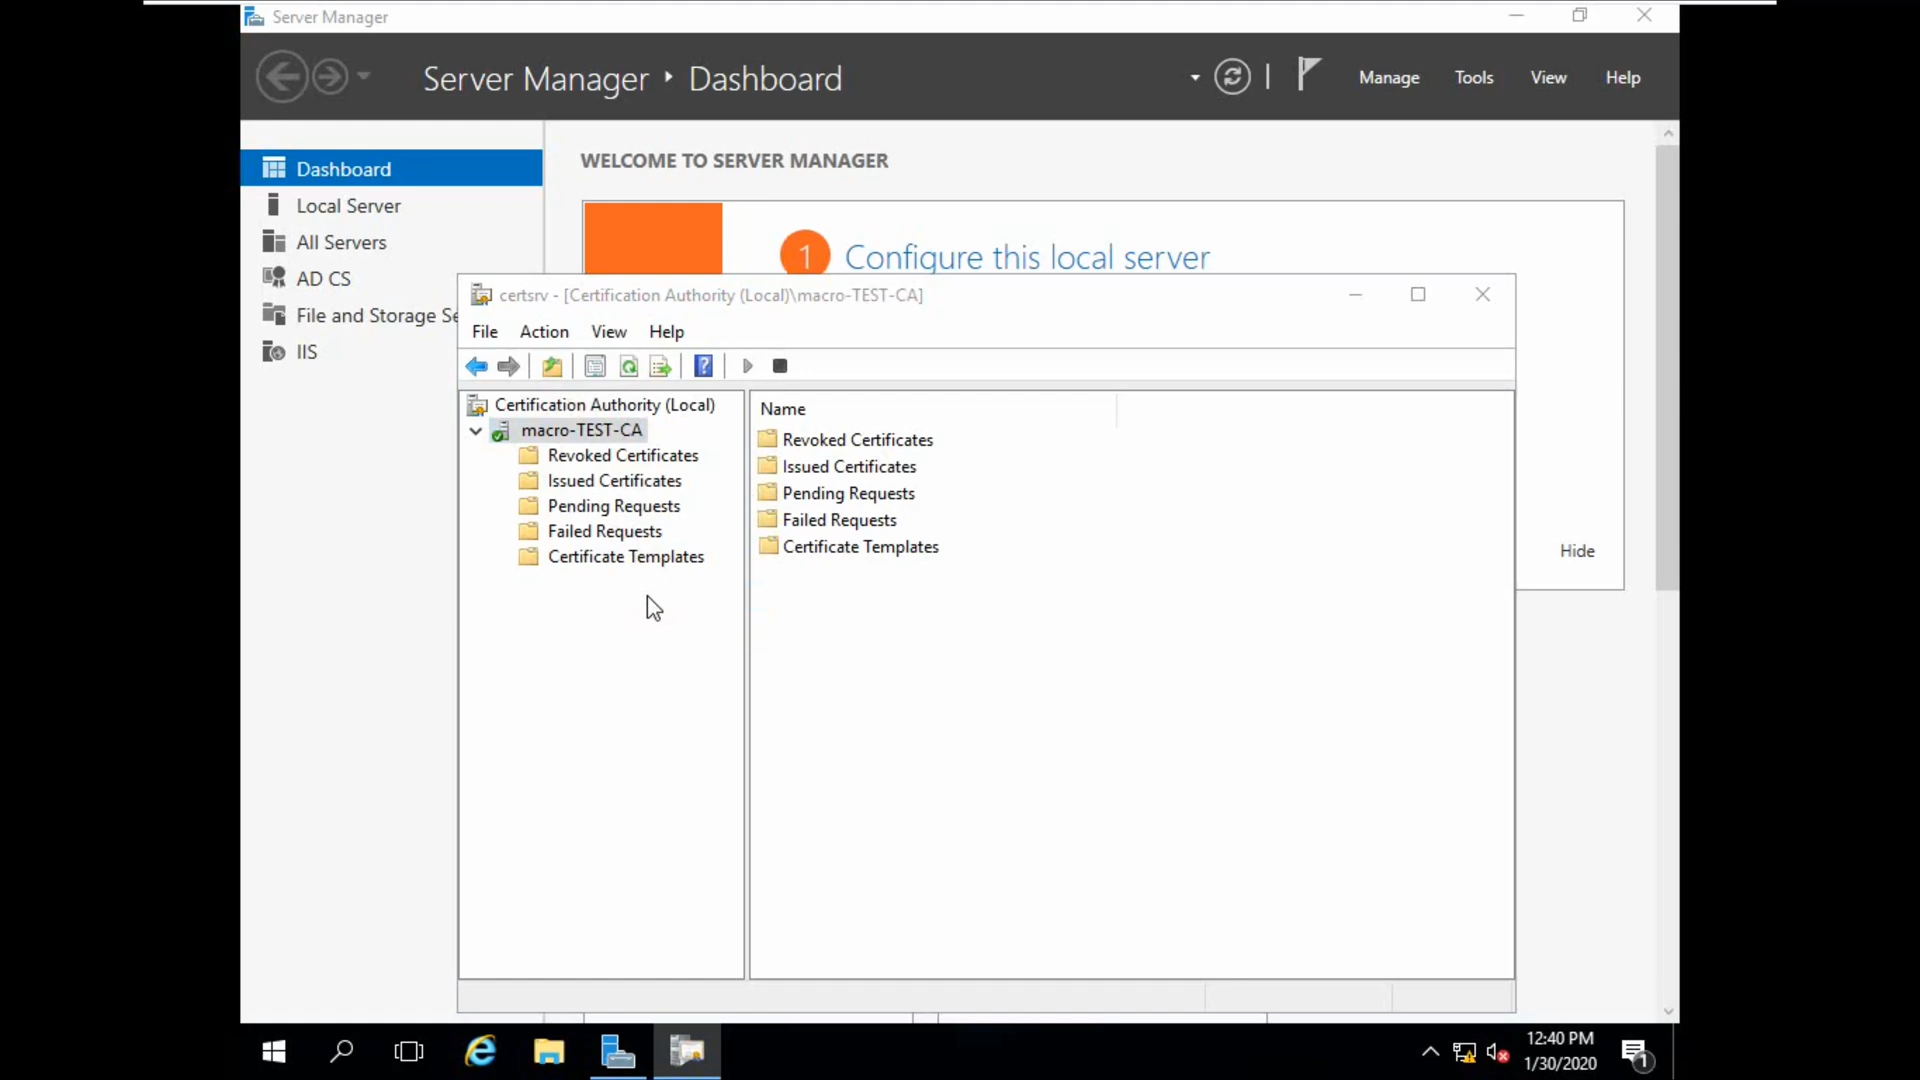 Server Manager
Server Manager Dashboard
Manage Tools View Help
Dashboard
Local Server
All Servers
AD CS
File and Storage Se
IIS
WELCOME TO SERVER MANAGER
1 Configure this local server
Hide
certsrv - [Certification Authority (Local)\macro-TEST-CA]
File Action View Help
?
Certification Authority (Local)
macro-TEST-CA
Revoked Certificates
Issued Certificates
Pending Requests
Failed Requests
Certificate Templates
Name
Revoked Certificates
Issued Certificates
Pending Requests
Failed Requests
Certificate Templates
12:40 PM
1/30/2020
1